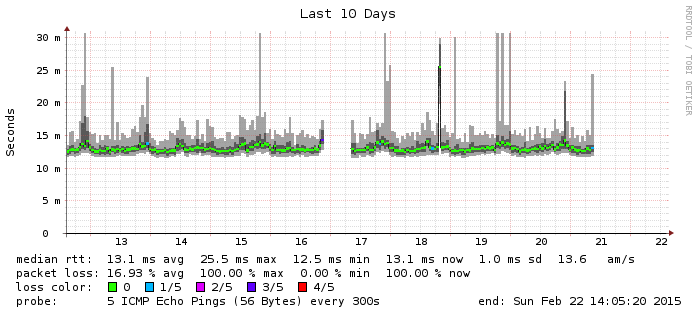 Last 10 Days
RRDTOOL / TOBI OETIKER
Seconds
30 m
25 m
20 m
15 m
10 m
5 m
0
13 14 15 16 17 18 19 20 21 22
median rtt: 13.1 ms avg 25.5 ms max 12.5 ms min 13.1 ms now 1.0 ms sd 13.6 am/s
packet loss: 16.93 % avg 100.00 % max 0.00 % min 100.00 % now
loss color: 0 1/5 2/5 3/5 4/5
probe: 5 ICMP Echo Pings (56 Bytes) every 300s end: Sun Feb 22 14:05:20 2015